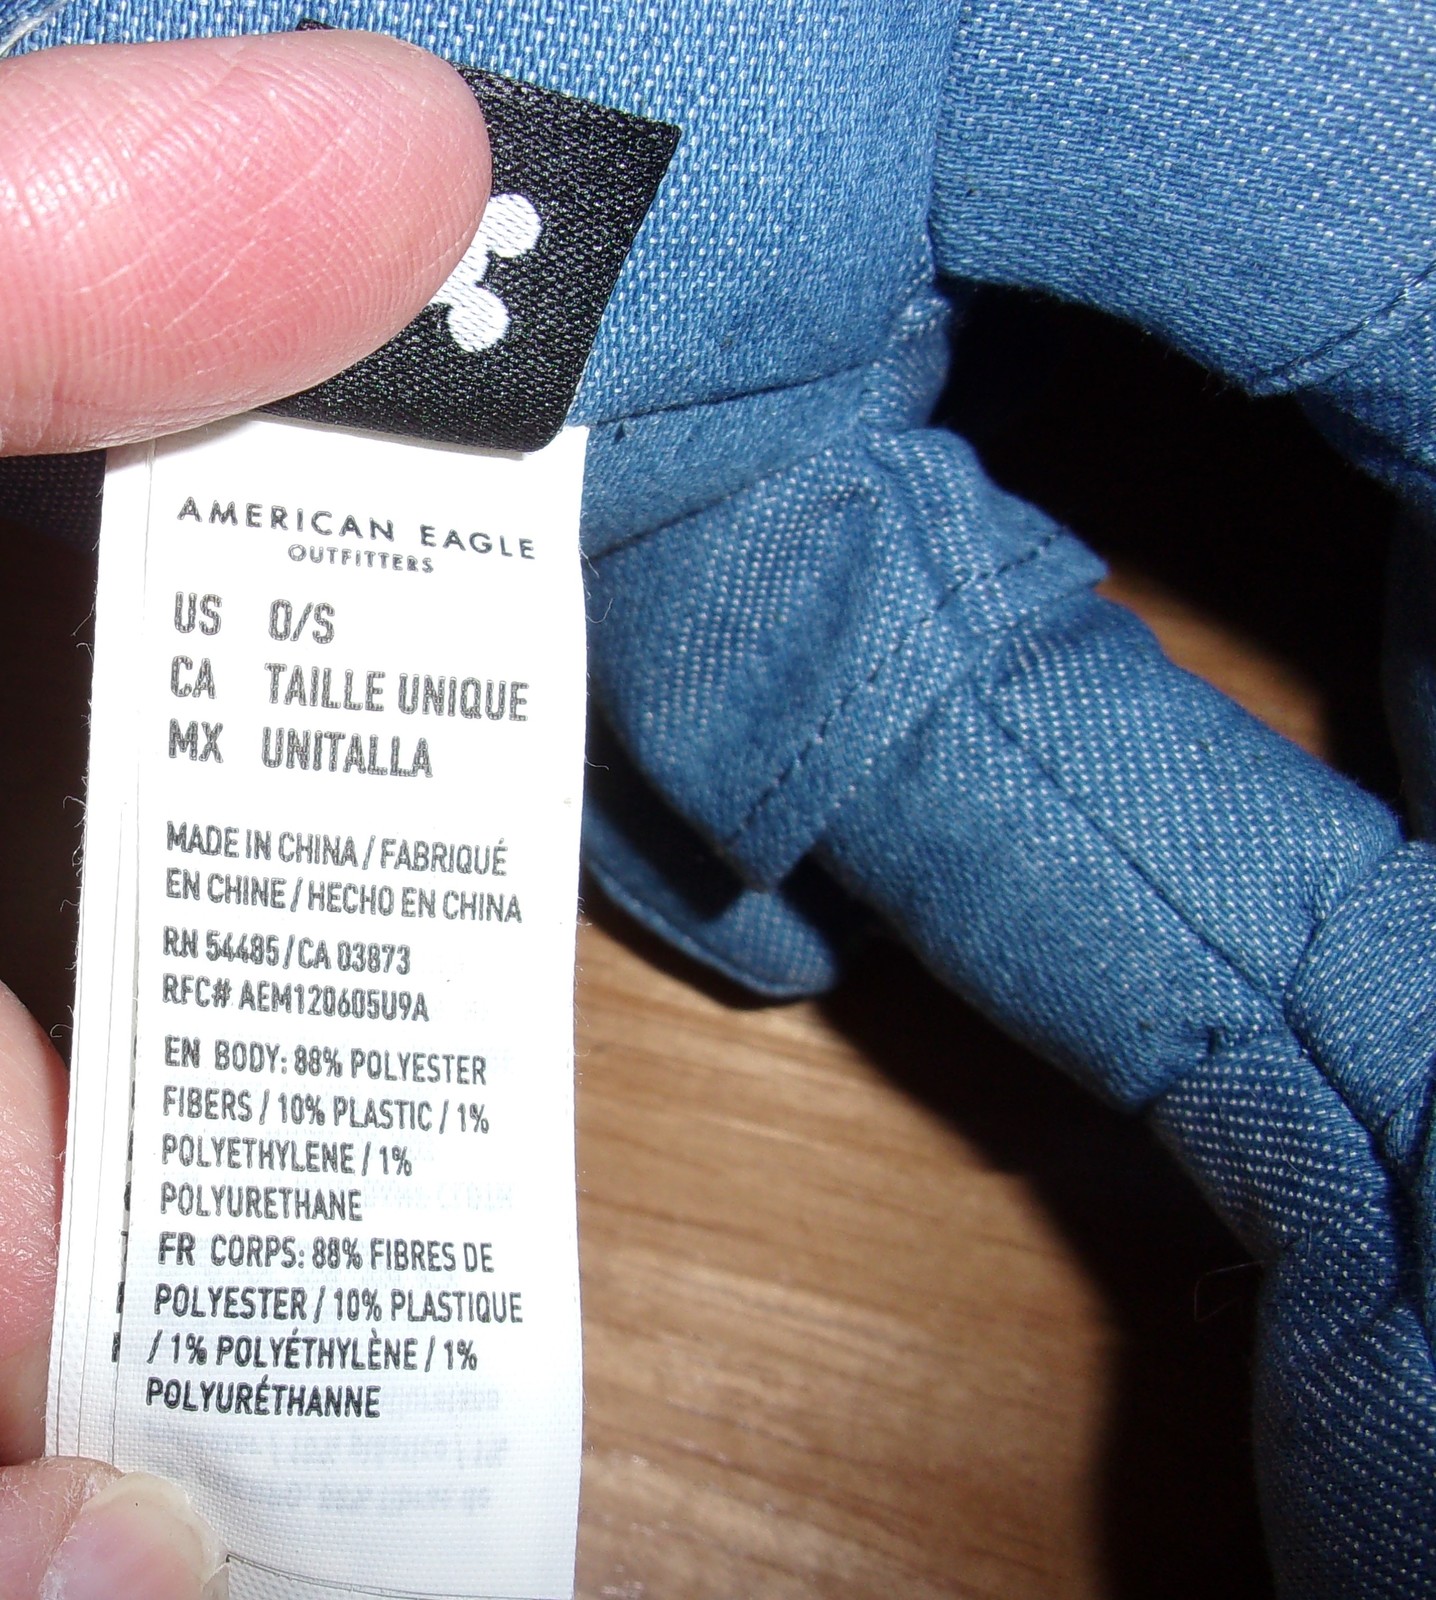 AMERICAN EAGLE
OUTFITTERS
US O/S
CA TAILLE UNIQUE
MX UNITALLA
MADE IN CHINA / FABRIQUÉ
EN CHINE / HECHO EN CHINA
RN 54485 / CA 03873
RFC# AEM120605U9A
EN BODY: 88% POLYESTER
FIBERS / 10% PLASTIC / 1%
POLYETHYLENE / 1%
POLYURETHANE
FR CORPS: 88% FIBRES DE
POLYESTER / 10% PLASTIQUE
/ 1% POLYÉTHYLÈNE / 1%
POLYURÉTHANNE